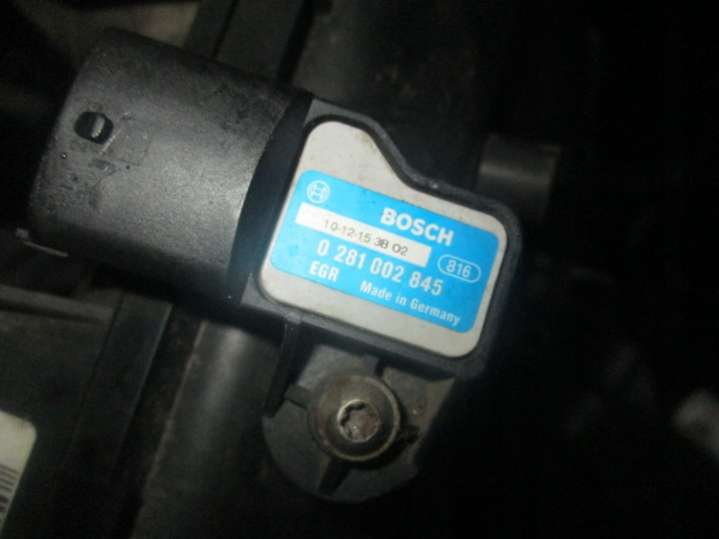 BOSCH
10-12-15 3B 02
0 281 002 845
816
EGR
Made in Germany